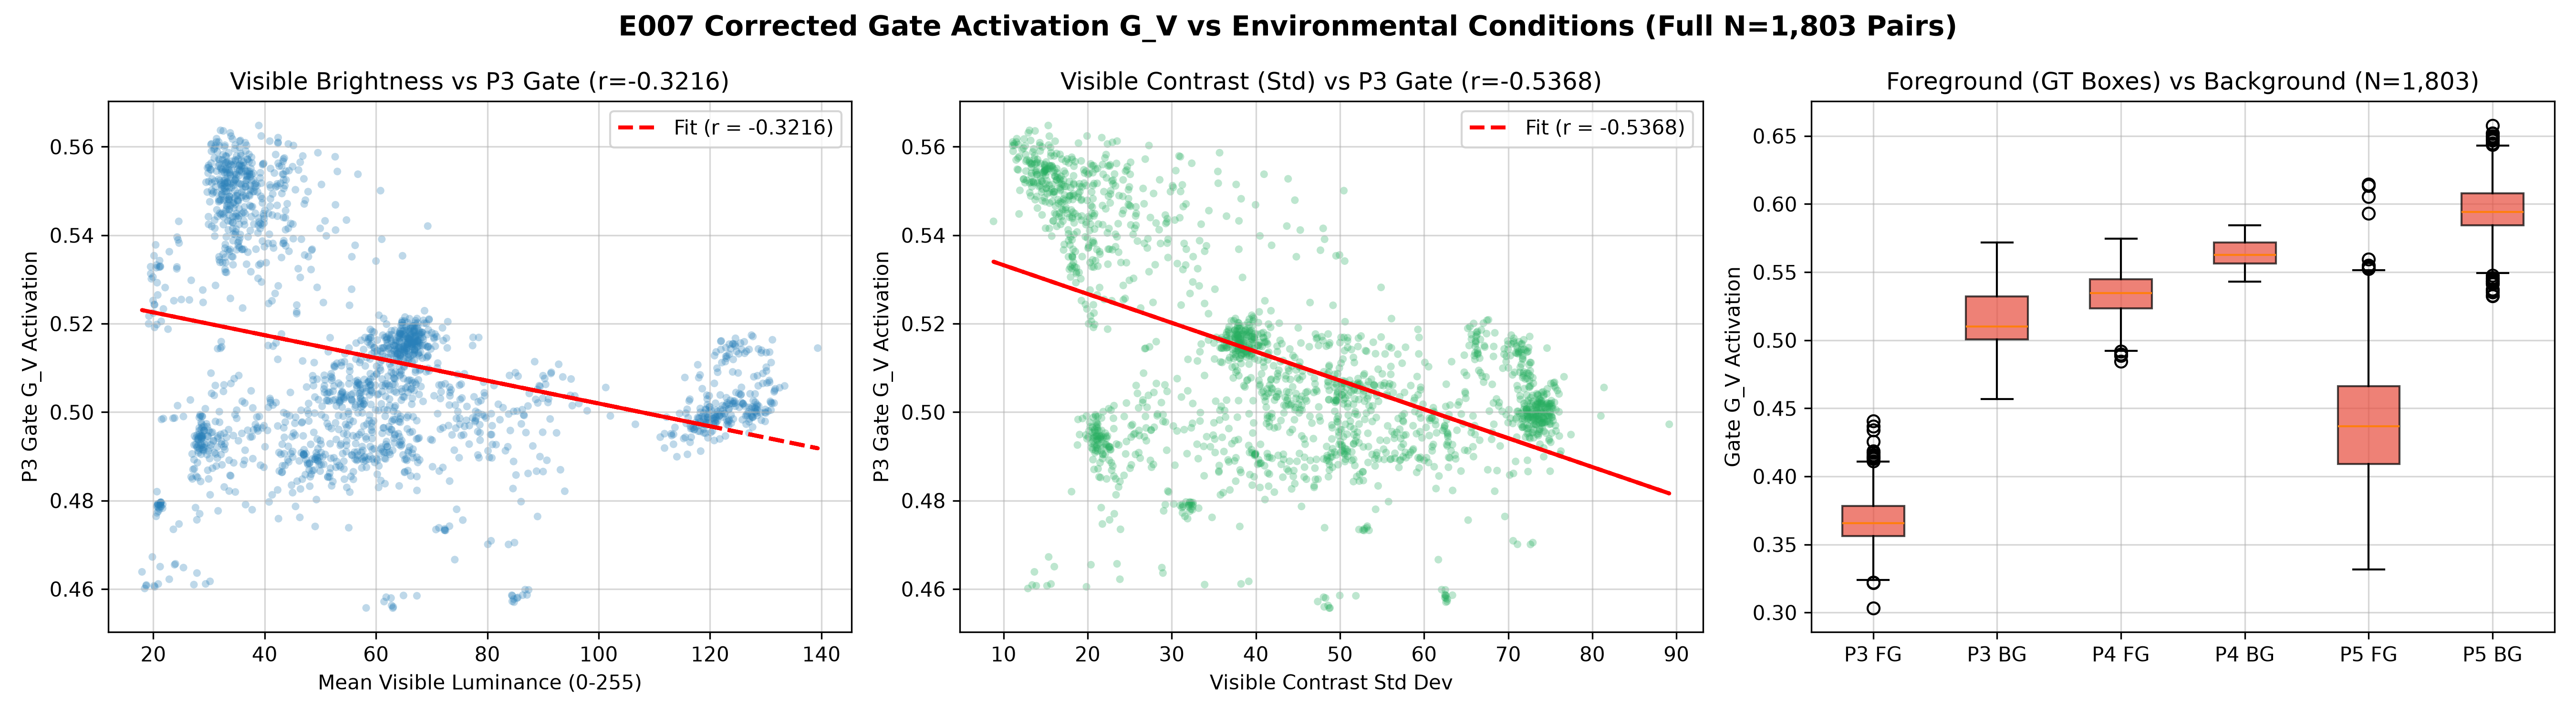 E007 Corrected Gate Activation G_V vs Environmental Conditions (Full N=1,803 Pairs)
Visible Brightness vs P3 Gate (r=-0.3216)
Fit (r = -0.3216)
P3 Gate G_V Activation
0.56
0.54
0.52
0.50
0.48
0.46
20 40 60 80 100 120 140
Mean Visible Luminance (0-255)
Visible Contrast (Std) vs P3 Gate (r=-0.5368)
Fit (r = -0.5368)
P3 Gate G_V Activation
0.56
0.54
0.52
0.50
0.48
0.46
10 20 30 40 50 60 70 80 90
Visible Contrast Std Dev
Foreground (GT Boxes) vs Background (N=1,803)
Gate G_V Activation
0.65
0.60
0.55
0.50
0.45
0.40
0.35
0.30
P3 FG P3 BG P4 FG P4 BG P5 FG P5 BG